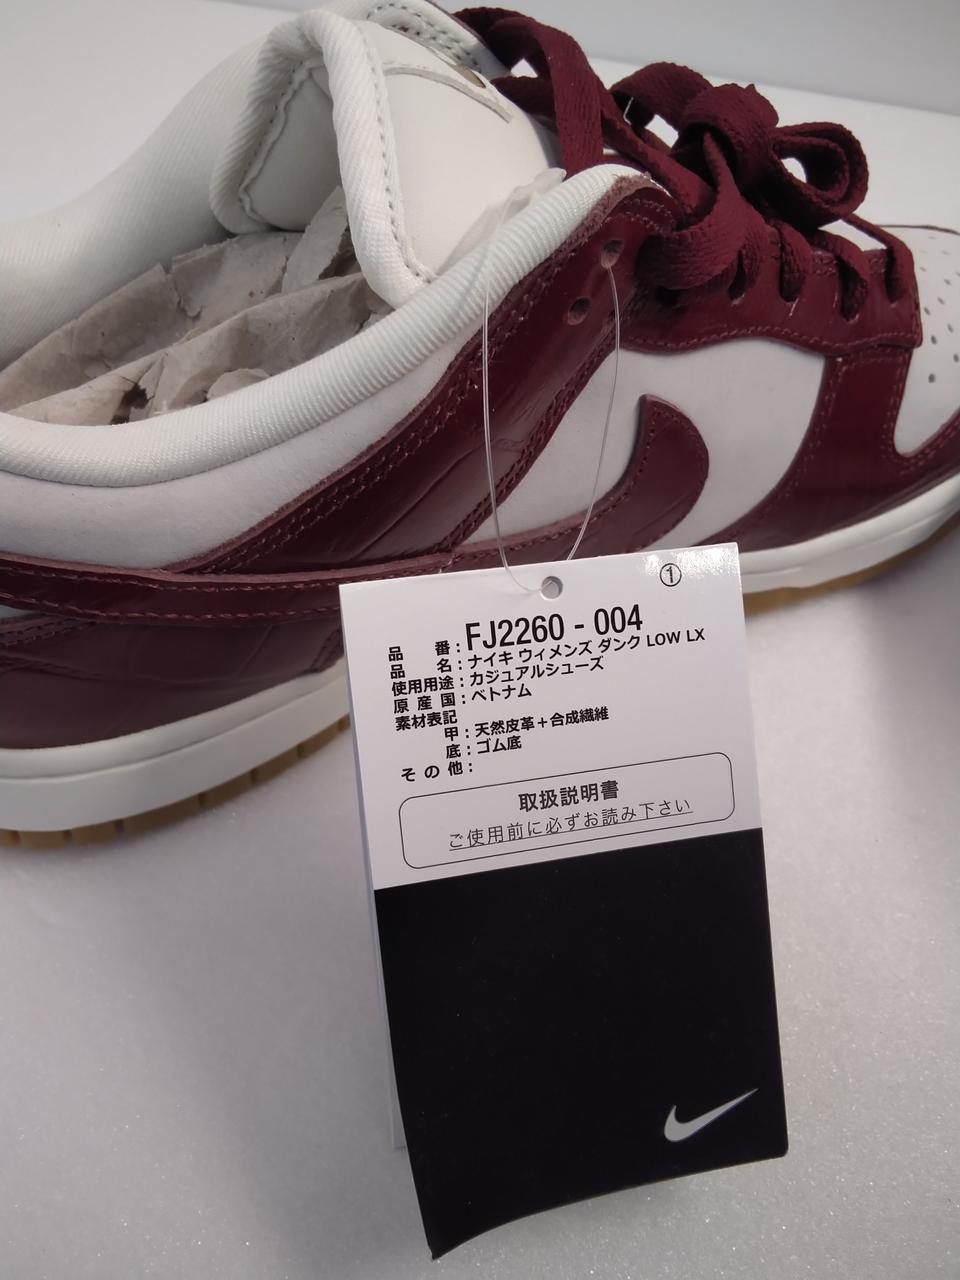 ①
品 番：FJ2260 - 004
品 名：ナイキ ウィメンズ ダンク LOW LX
使用用途：カジュアルシューズ
原 産 国：ベトナム
素材表記
甲：天然皮革＋合成繊維
底：ゴム底
そ の 他：
取扱説明書
ご使用前に必ずお読み下さい